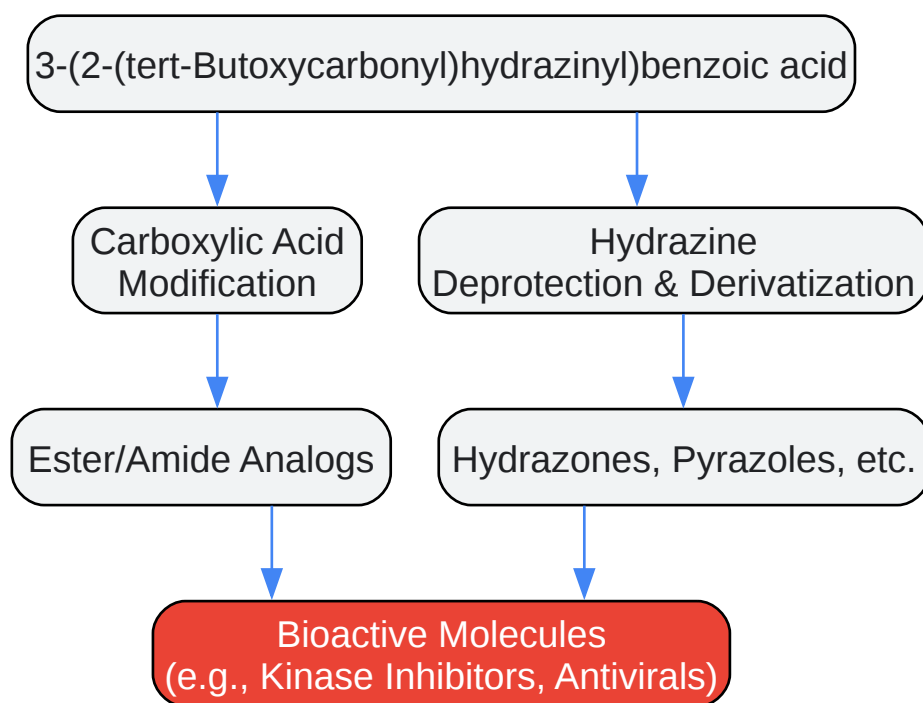 3-(2-(tert-Butoxycarbonyl)hydrazinyl)benzoic acid
Carboxylic Acid
Modification
Hydrazine
Deprotection & Derivatization
Ester/Amide Analogs
Hydrazones, Pyrazoles, etc.
Bioactive Molecules
(e.g., Kinase Inhibitors, Antivirals)